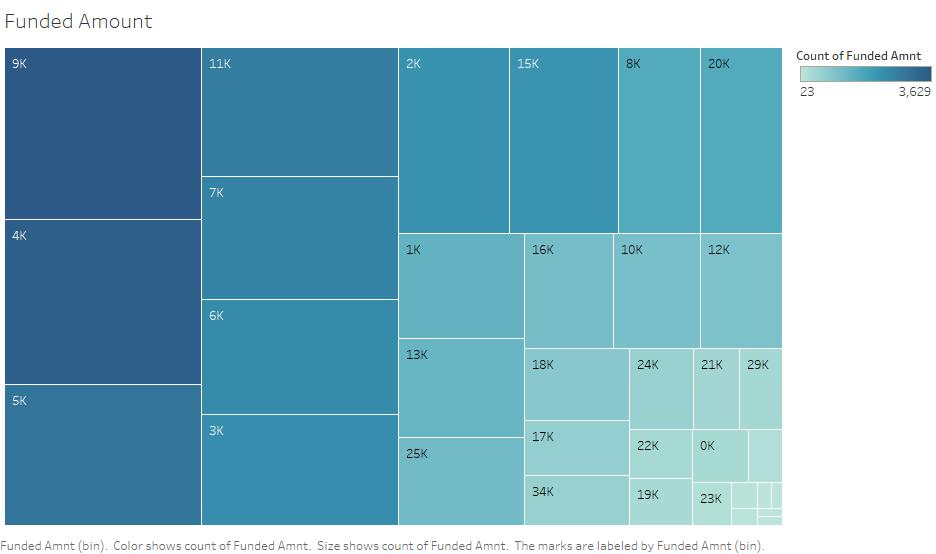 Funded Amount
9K
11K
2K
15K
8K
20K
Count of Funded Amnt
23
3,629
7K
4K
1K
16K
10K
12K
6K
13K
18K
24K
21K
29K
5K
3K
17K
22K
0K
25K
34K
19K
23K
Funded Amnt (bin).  Color shows count of Funded Amnt.  Size shows count of Funded Amnt.  The marks are labeled by Funded Amnt (bin).